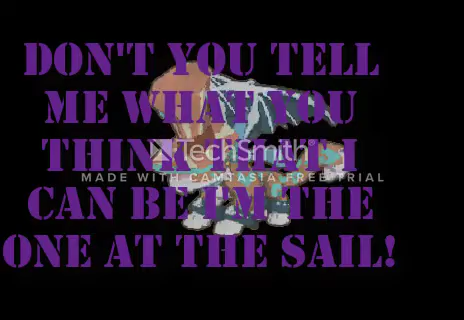 DON'T YOU TELL
ME WHAT YOU
THINK THAT I
TechSmith
MADE WITH CAMTASIA FREE TRIAL
CAN BE I'M THE
ONE AT THE SAIL!